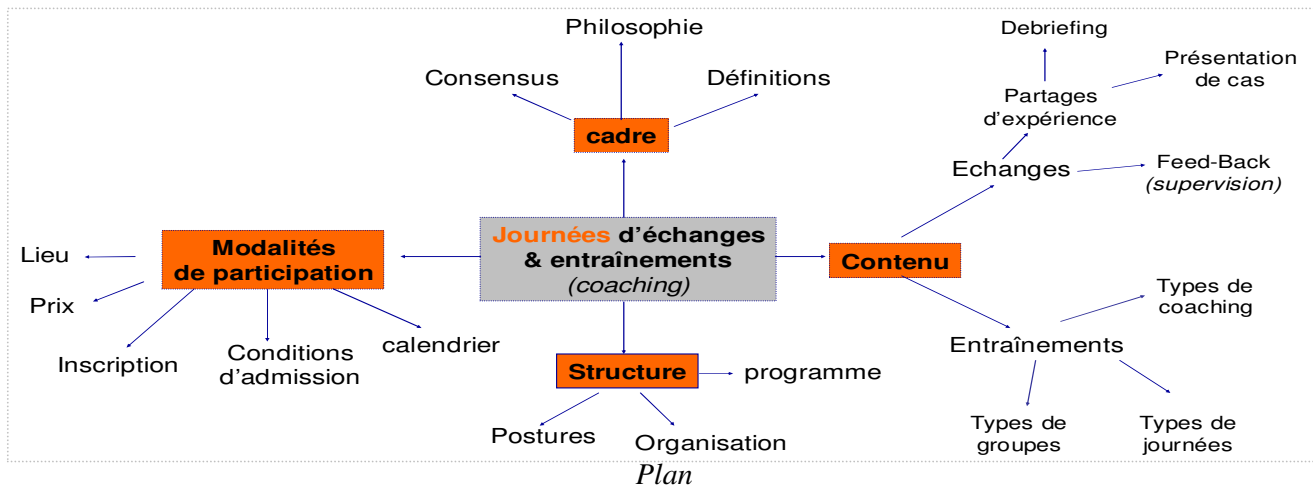 Philosophie
Consensus
Définitions
cadre
Debriefing
Présentation
de cas
Partages
d'expérience
Echanges
Feed-Back
(supervision)
Journées d'échanges
& entraînements
(coaching)
Modalités
de participation
Contenu
Lieu
Prix
Inscription
Conditions
d'admission
calendrier
Structure
programme
Postures
Organisation
Types de
coaching
Entraînements
Types de
groupes
Types de
journées
Plan